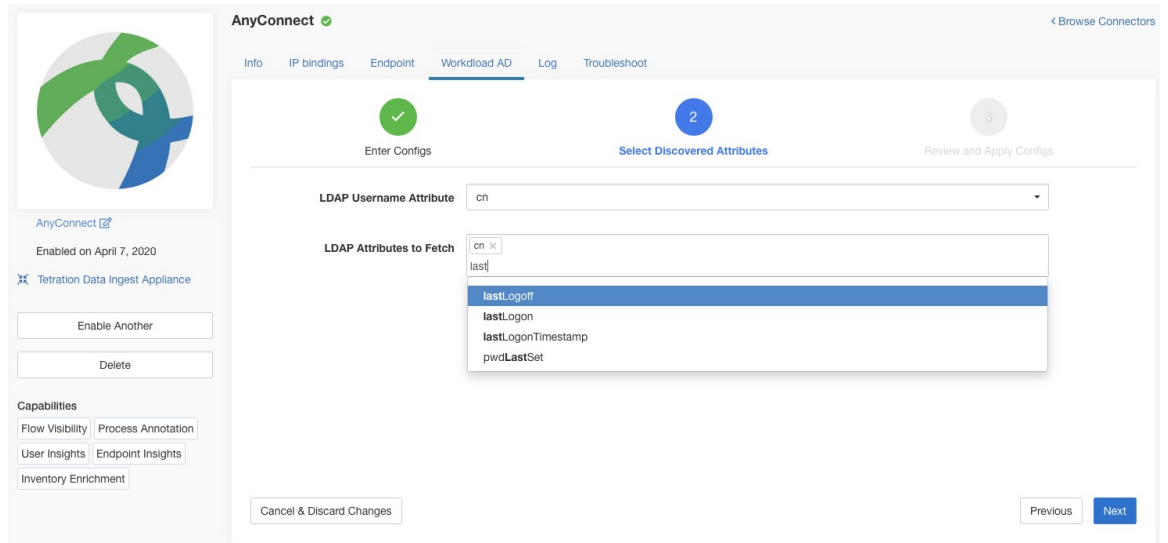 AnyConnect
< Browse Connectors
Info IP bindings Endpoint Workdload AD Log Troubleshoot
2
3
Enter Configs
Select Discovered Attributes
Review and Apply Configs
LDAP Username Attribute
cn
LDAP Attributes to Fetch
cn ×
last
lastLogoff
lastLogon
lastLogonTimestamp
pwdLastSet
AnyConnect
Enabled on April 7, 2020
Tetration Data Ingest Appliance
Enable Another
Delete
Capabilities
Flow Visibility Process Annotation
User Insights Endpoint Insights
Inventory Enrichment
Cancel & Discard Changes
Previous
Next